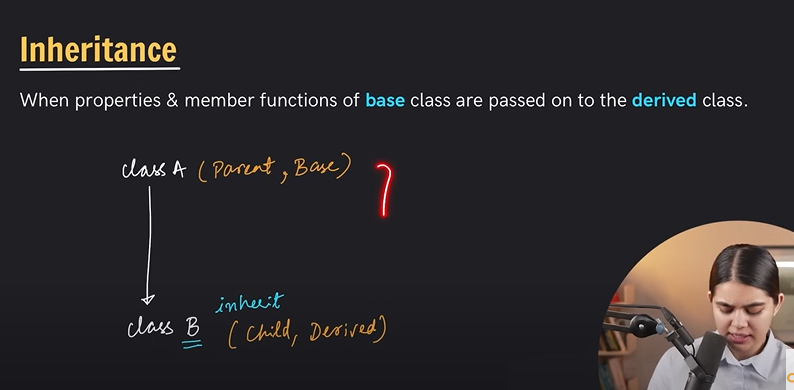 Inheritance
When properties & member functions of base class are passed on to the derived class.
class A (Parent, Base)
inherit
class B (Child, Derived)